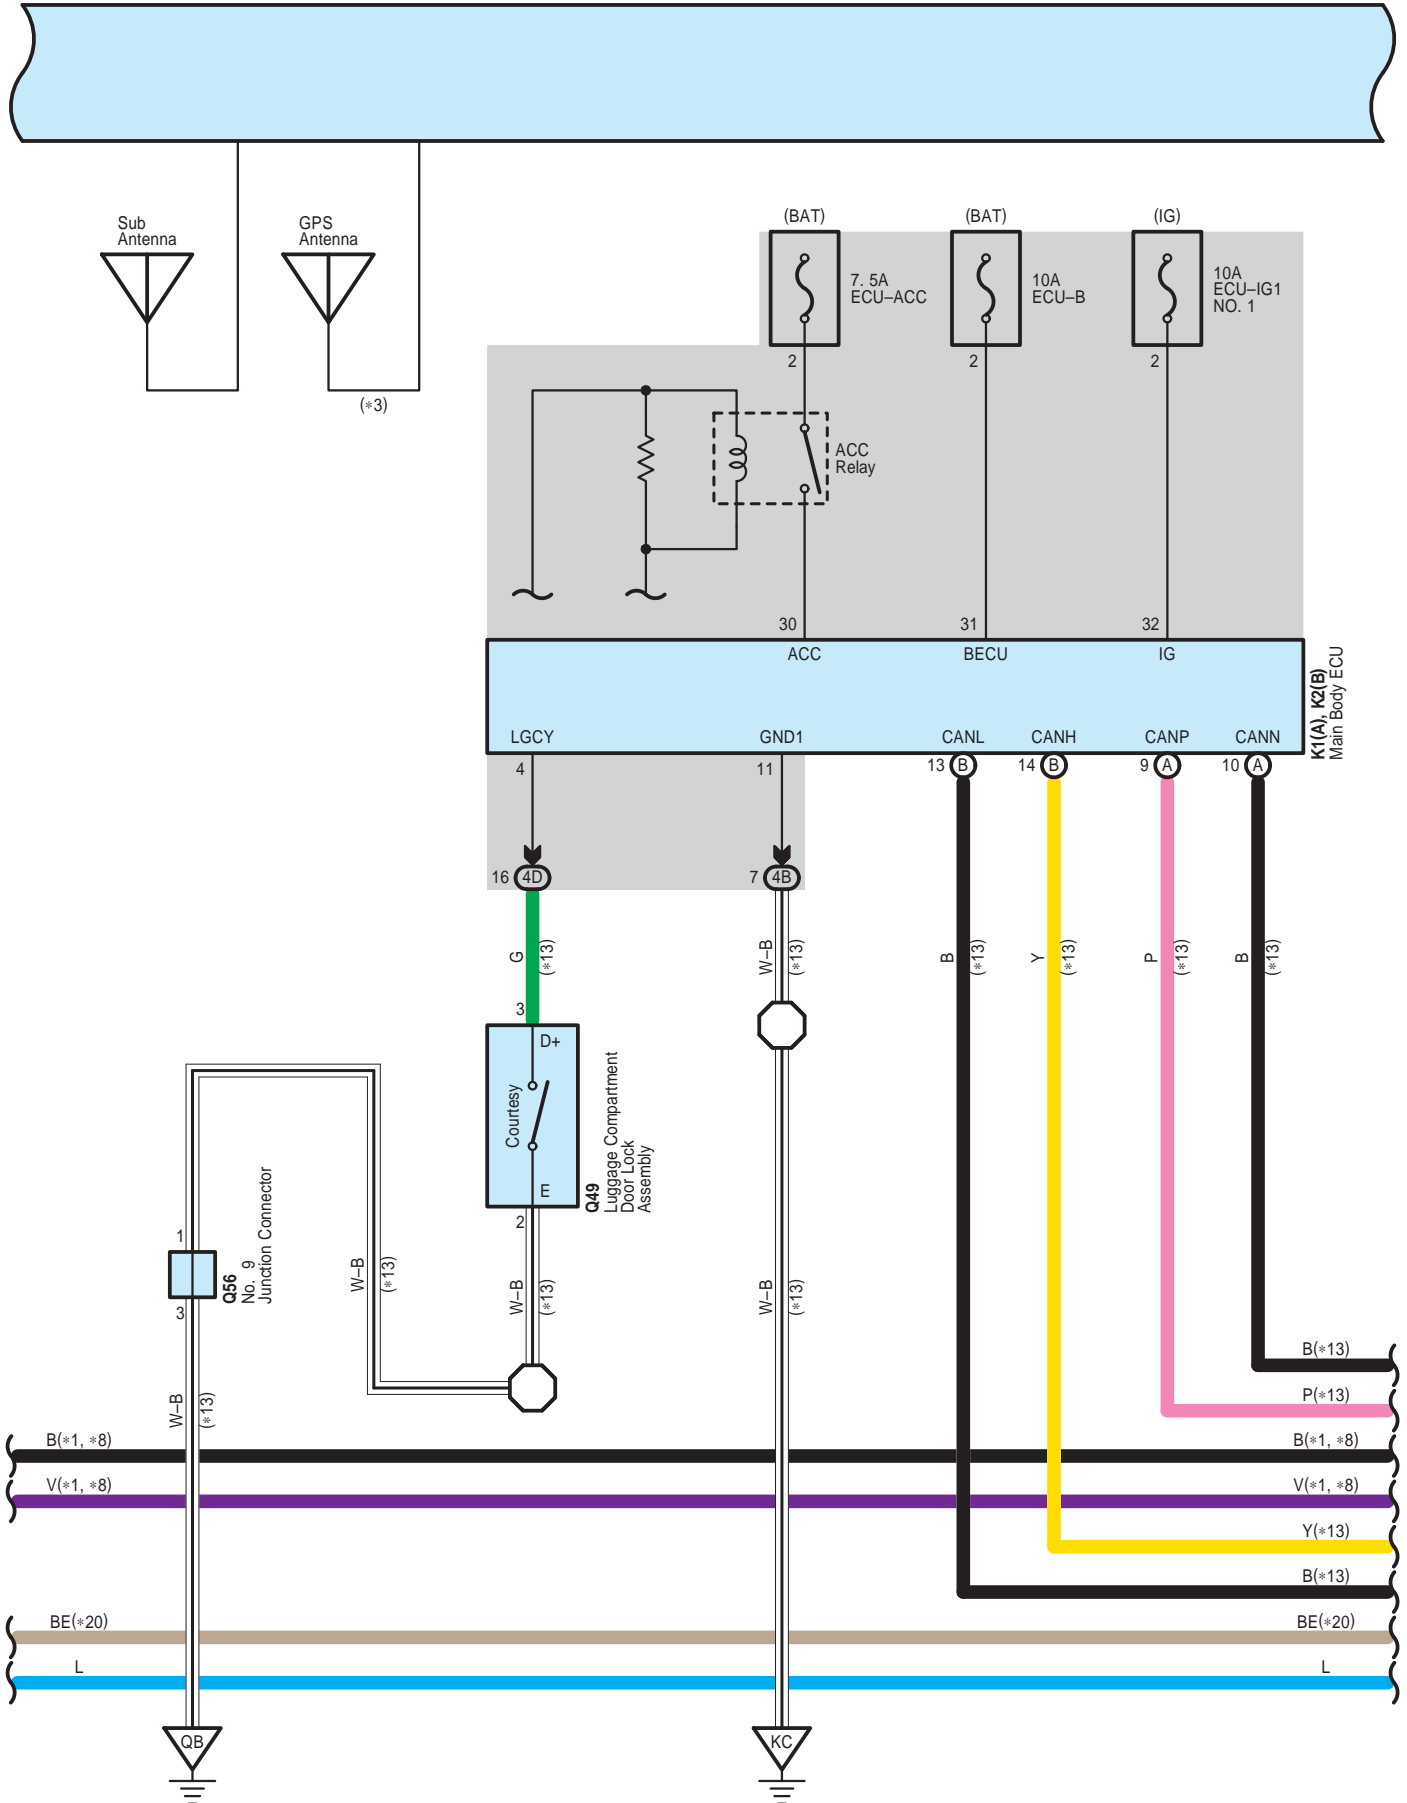 Sub
Antenna
GPS
Antenna
(∗3)
(BAT)
(BAT)
(IG)
7. 5A
ECU–ACC
10A
ECU–B
10A
ECU–IG1
NO. 1
2
2
2
ACC
Relay
30
31
32
ACC
BECU
IG
LGCY
GND1
CANL
CANH
CANP
CANN
K1(A), K2(B)
Main Body ECU
4
11
13 B
14 B
9 A
10 A
16 4D
7 4B
G
(∗13)
W–B
(∗13)
B
(∗13)
Y
(∗13)
P
(∗13)
B
(∗13)
3
D+
Courtesy
E
2
Q49
Luggage Compartment
Door Lock
Assembly
1
3
Q56
No. 9
Junction Connector
W–B
(∗13)
W–B
(∗13)
W–B
(∗13)
W–B
(∗13)
B(∗13)
P(∗13)
B(∗1, ∗8)
B(∗1, ∗8)
V(∗1, ∗8)
V(∗1, ∗8)
Y(∗13)
B(∗13)
BE(∗20)
BE(∗20)
L
L
QB
KC